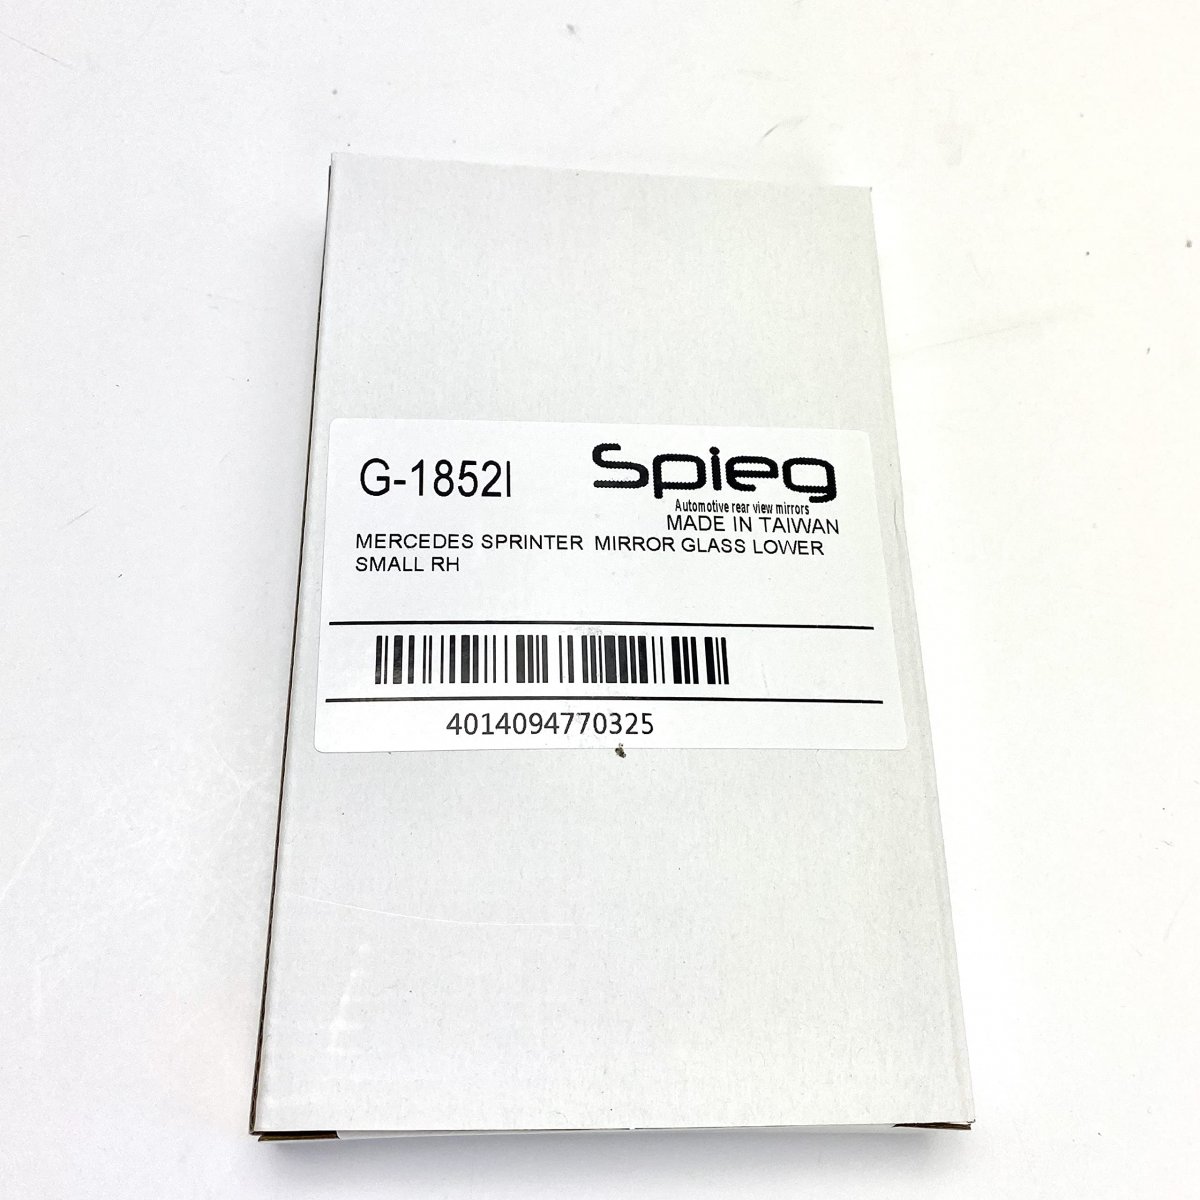 G-1852I
Spieg
Automotive rear view mirrors
MADE IN TAIWAN
MERCEDES SPRINTER MIRROR GLASS LOWER
SMALL RH
4014094770325